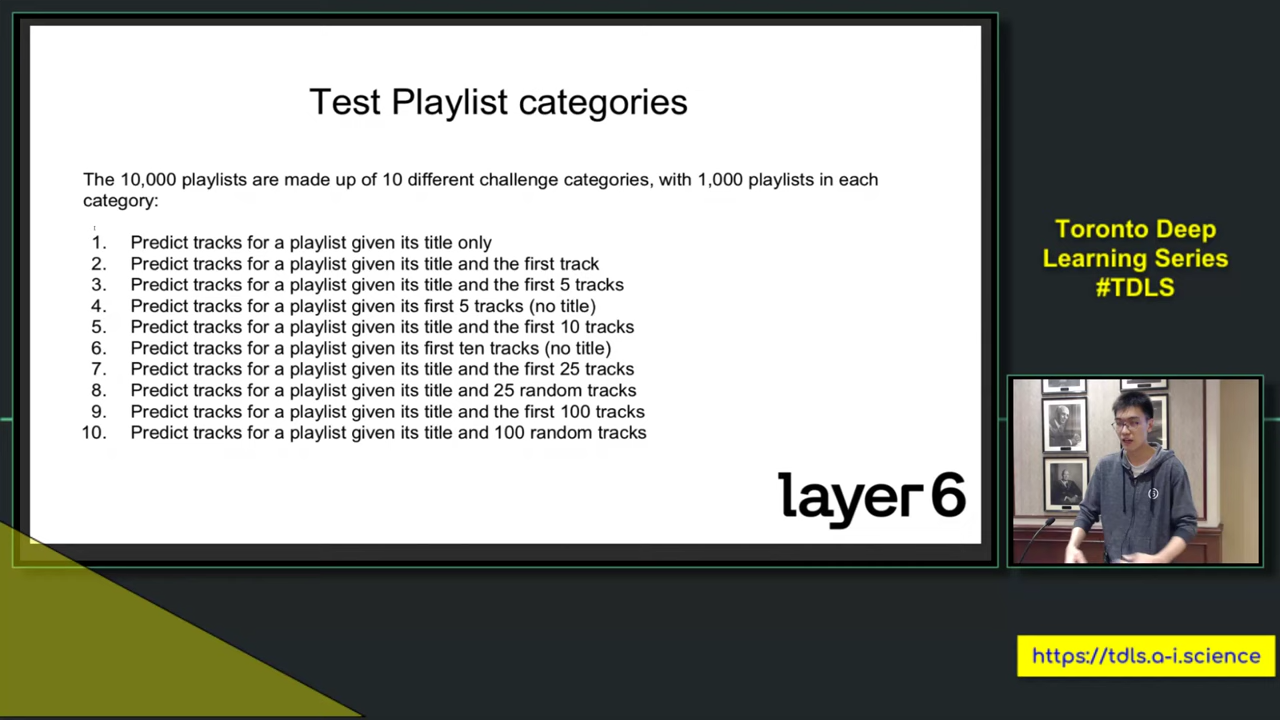 Test Playlist categories
The 10,000 playlists are made up of 10 different challenge categories, with 1,000 playlists in each
category:
1. Predict tracks for a playlist given its title only
2. Predict tracks for a playlist given its title and the first track
3. Predict tracks for a playlist given its title and the first 5 tracks
4. Predict tracks for a playlist given its first 5 tracks (no title)
5. Predict tracks for a playlist given its title and the first 10 tracks
6. Predict tracks for a playlist given its first ten tracks (no title)
7. Predict tracks for a playlist given its title and the first 25 tracks
8. Predict tracks for a playlist given its title and 25 random tracks
9. Predict tracks for a playlist given its title and the first 100 tracks
10. Predict tracks for a playlist given its title and 100 random tracks
layer 6
Toronto Deep
Learning Series
#TDLS
https://tdls.a-i.science